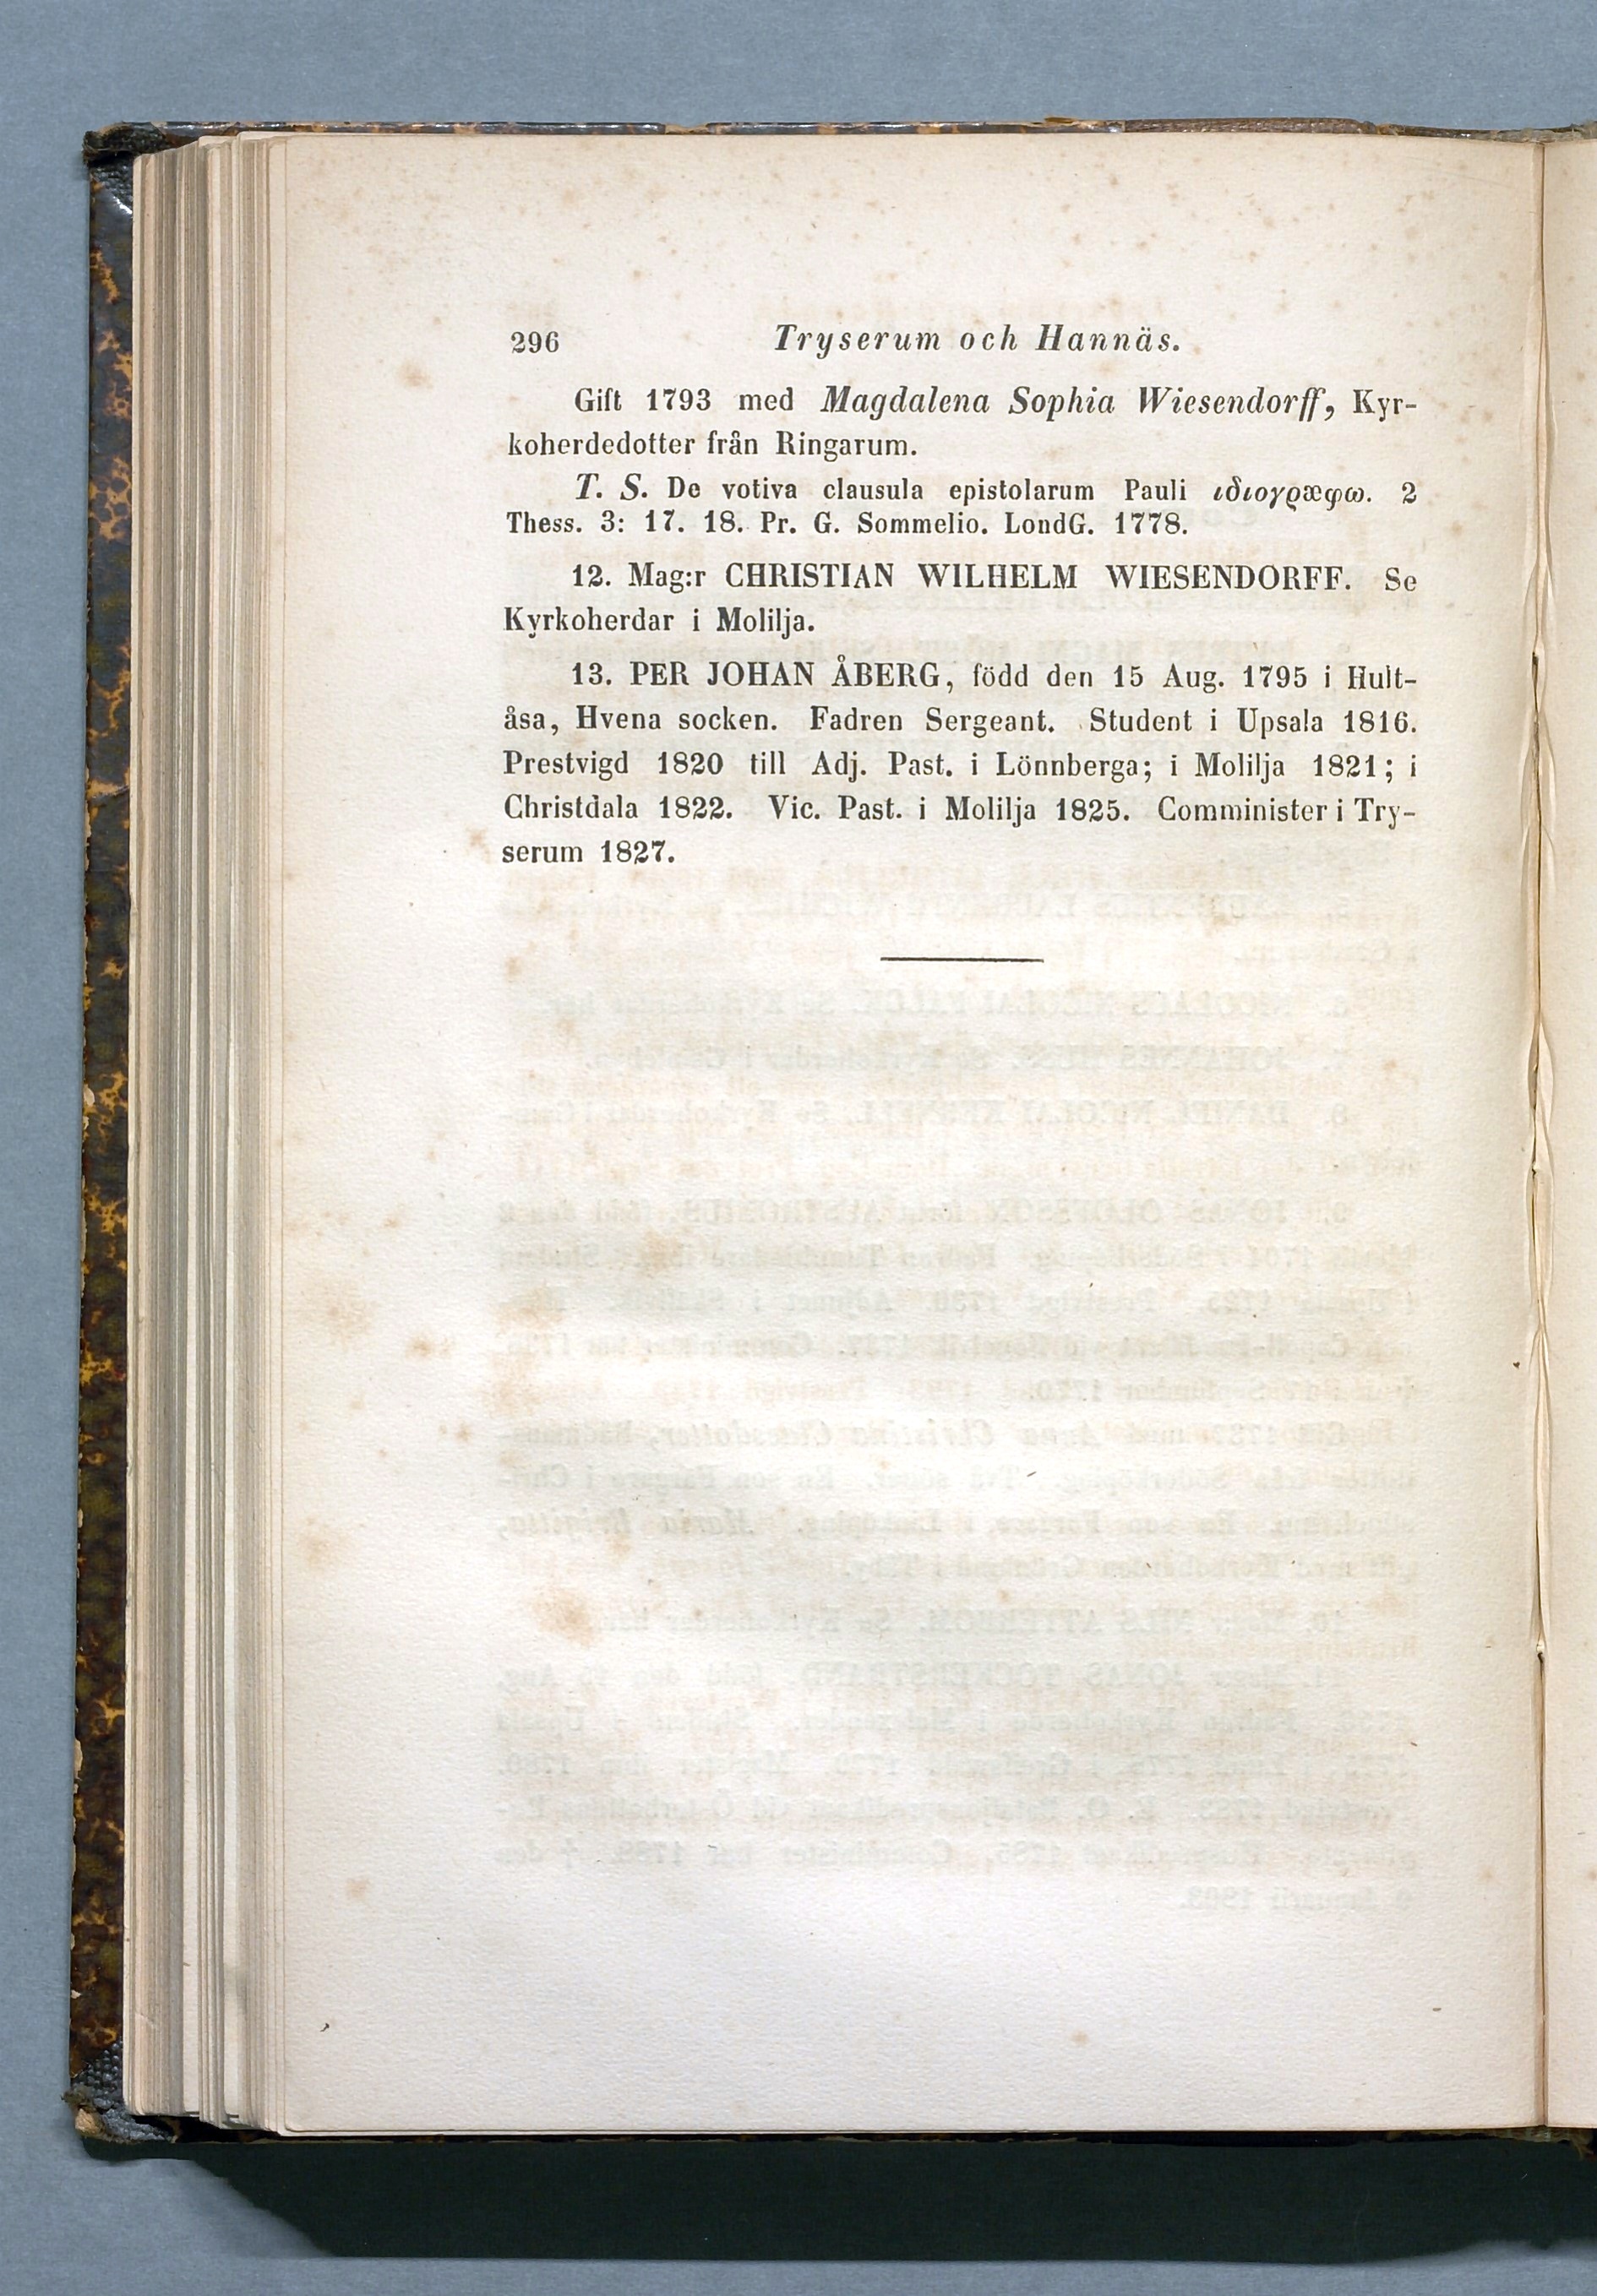 296 Tryserum och Hannäs.
Gift 1793 med Magdalena Sophia Wiesendorff, Kyr-
koherdedotter från Ringarum.
T. S. De votiva clausula epistolarum Pauli ιδιογραφω. 2
Thess. 3: 17. 18. Pr. G. Sommelio. LondG. 1778.
12. Mag:r CHRISTIAN WILHELM WIESENDORFF. Se
Kyrkoherdar i Molilja.
13. PER JOHAN ÅBERG, född den 15 Aug. 1795 i Hult-
åsa, Hvena socken. Fadren Sergeant. Student i Upsala 1816.
Prestvigd 1820 till Adj. Past. i Lönnberga; i Molilja 1821; i
Christdala 1822. Vic. Past. i Molilja 1825. Comminister i Try-
serum 1827.